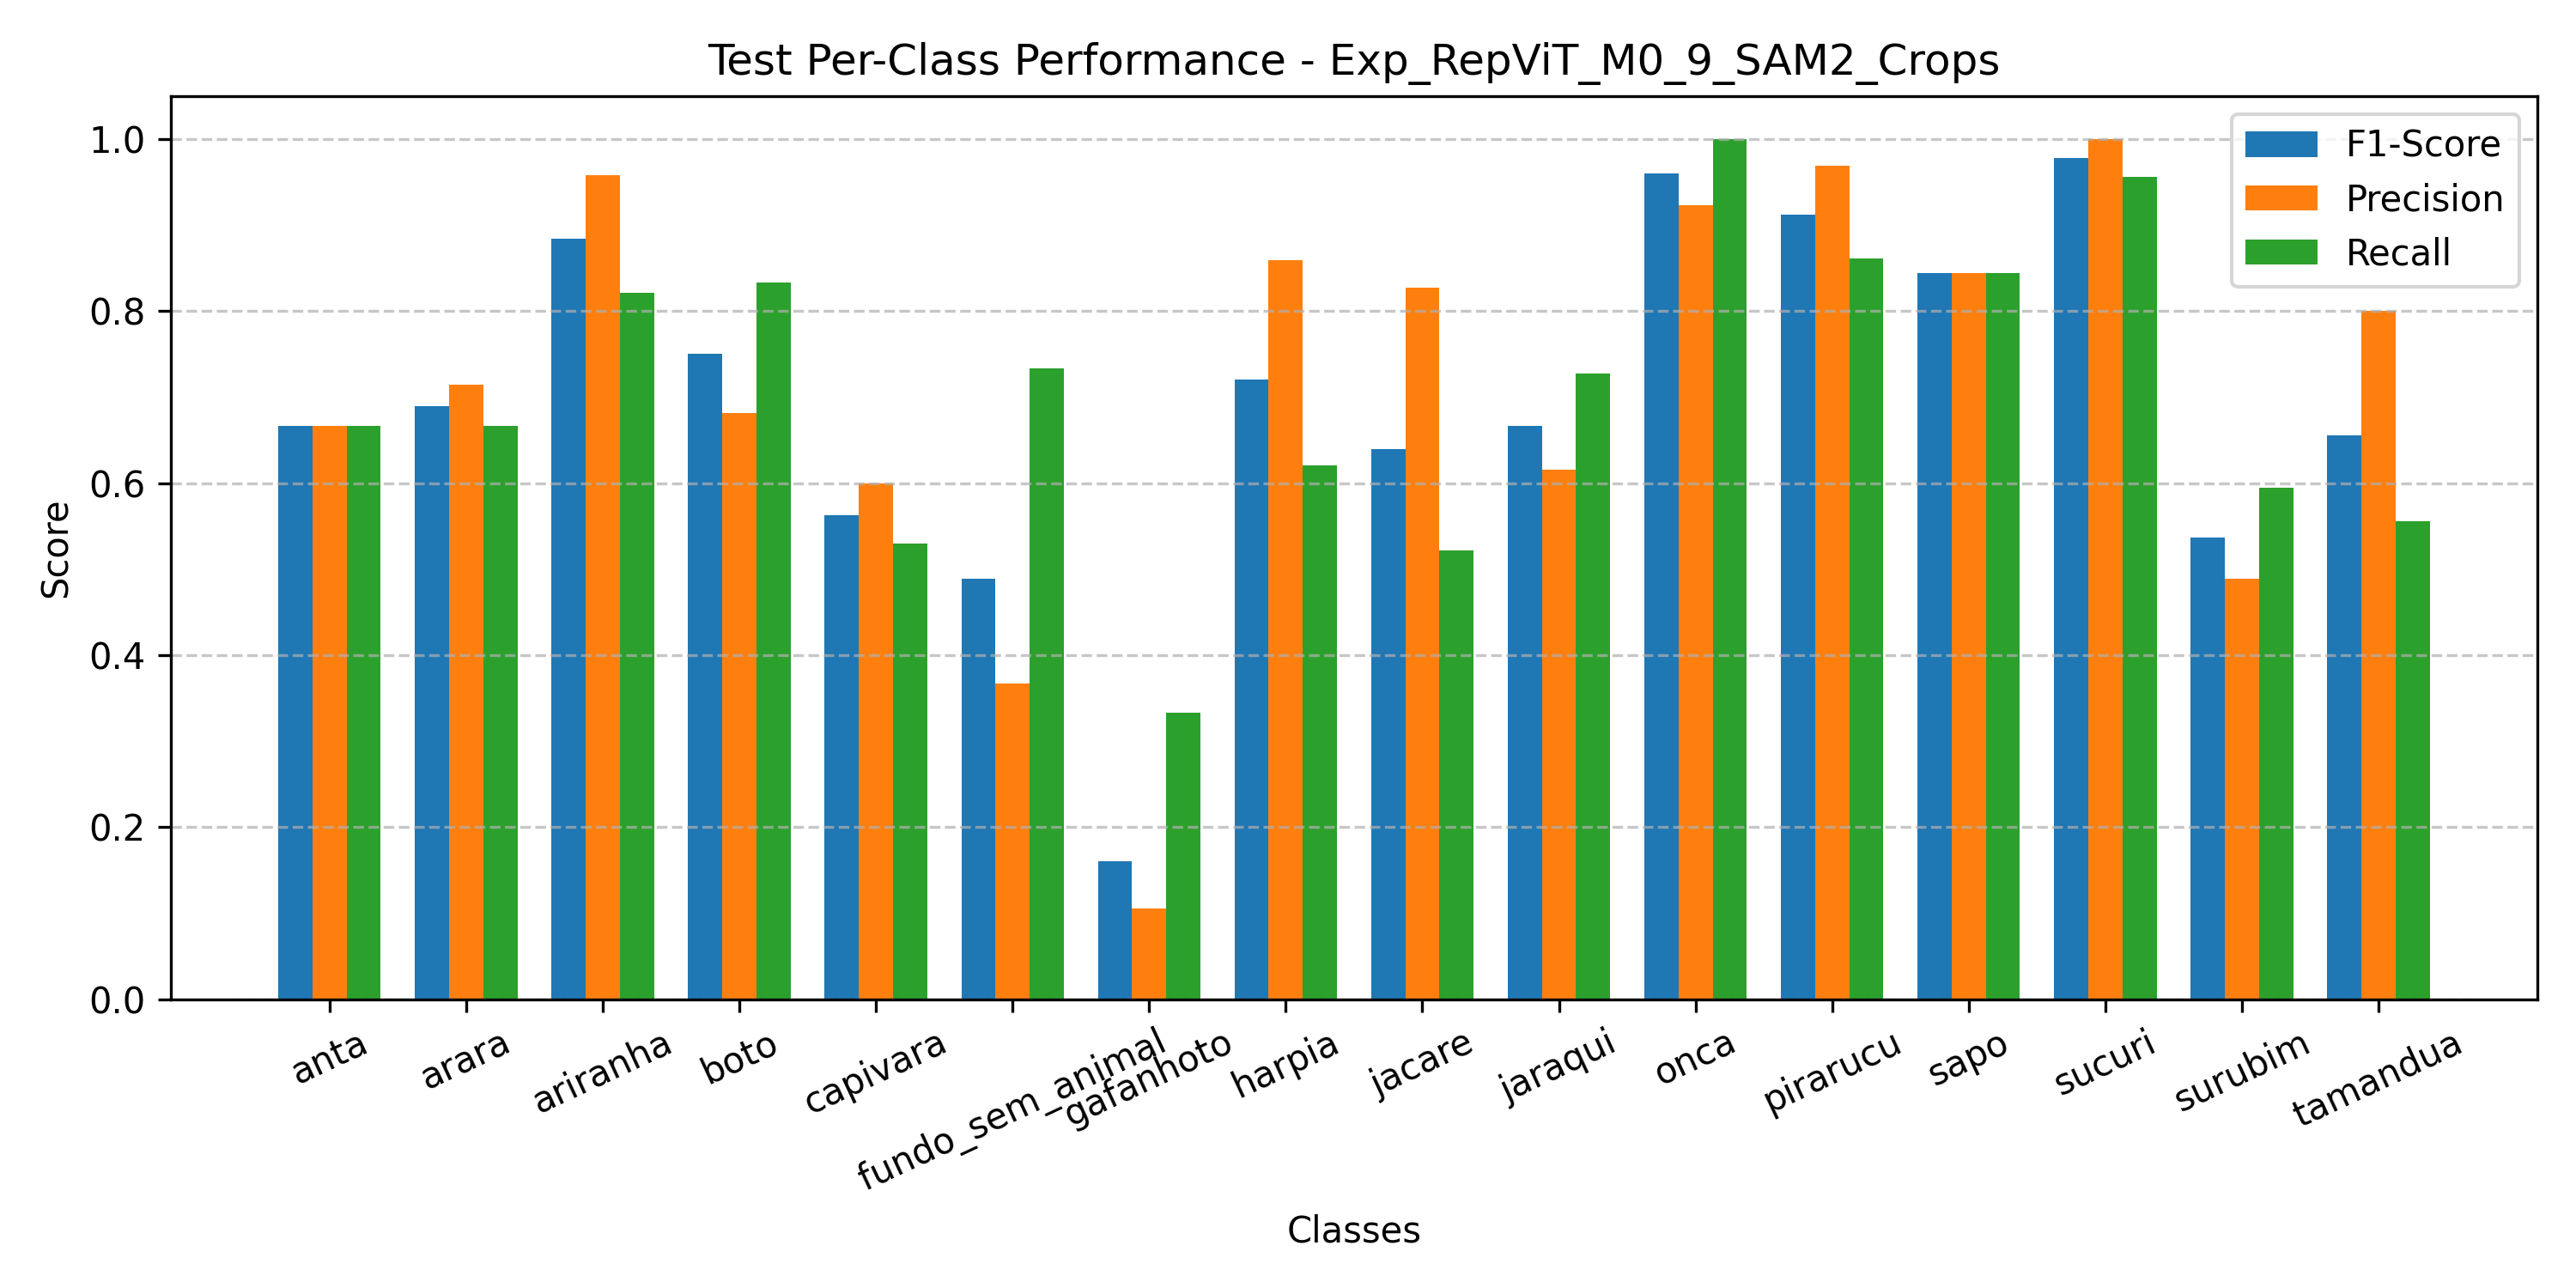 Test Per-Class Performance - Exp_RepViT_M0_9_SAM2_Crops
F1-Score
Precision
Recall
Score
1.0
0.8
0.6
0.4
0.2
0.0
anta
arara
ariranha
boto
capivara
fundo_sem_animal
gafanhoto
harpia
jacare
jaraqui
onca
pirarucu
sapo
sucuri
surubim
tamandua
Classes